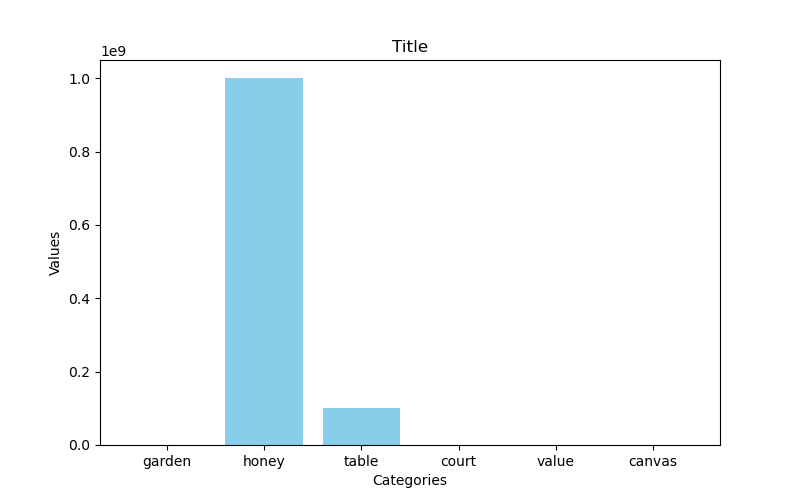 Title
1e9
1.0
0.8
0.6
0.4
0.2
0.0
Values
garden honey table court value canvas
Categories